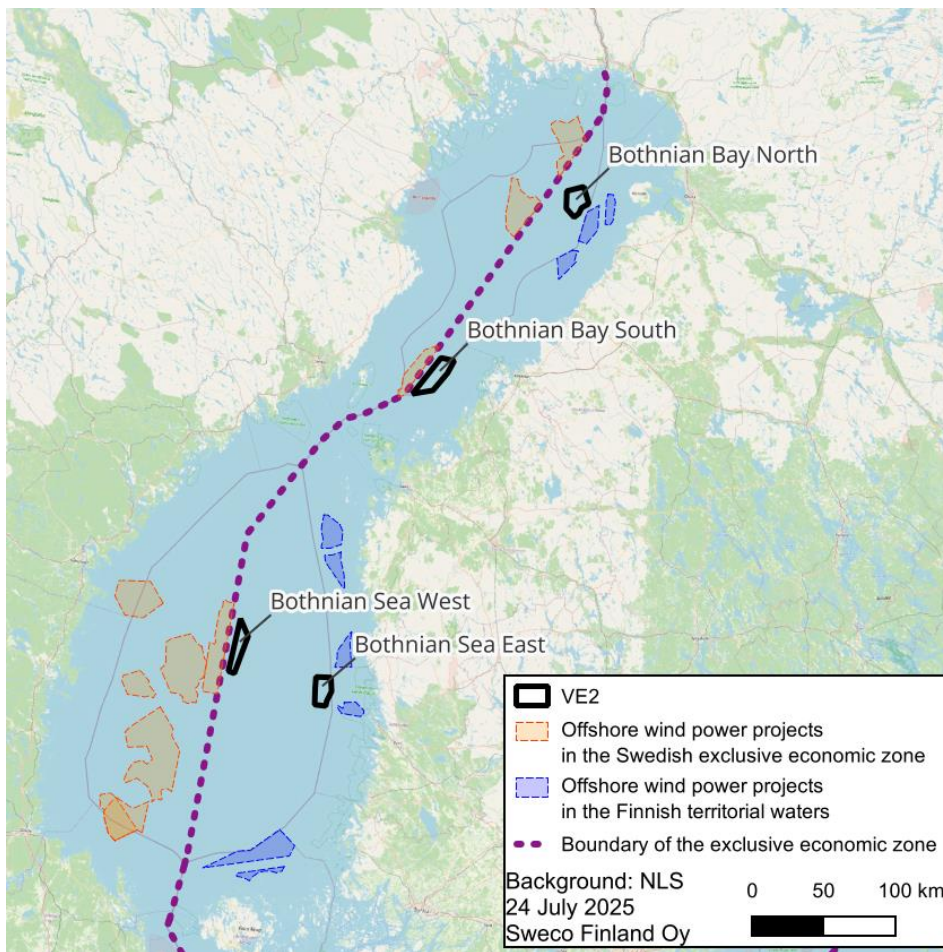 Bothnian Bay North
Bothnian Bay South
Bothnian Sea West
Bothnian Sea East
VE2
Offshore wind power projects
in the Swedish exclusive economic zone
Offshore wind power projects
in the Finnish territorial waters
Boundary of the exclusive economic zone
Background: NLS
24 July 2025
Sweco Finland Oy
0 50 100 km